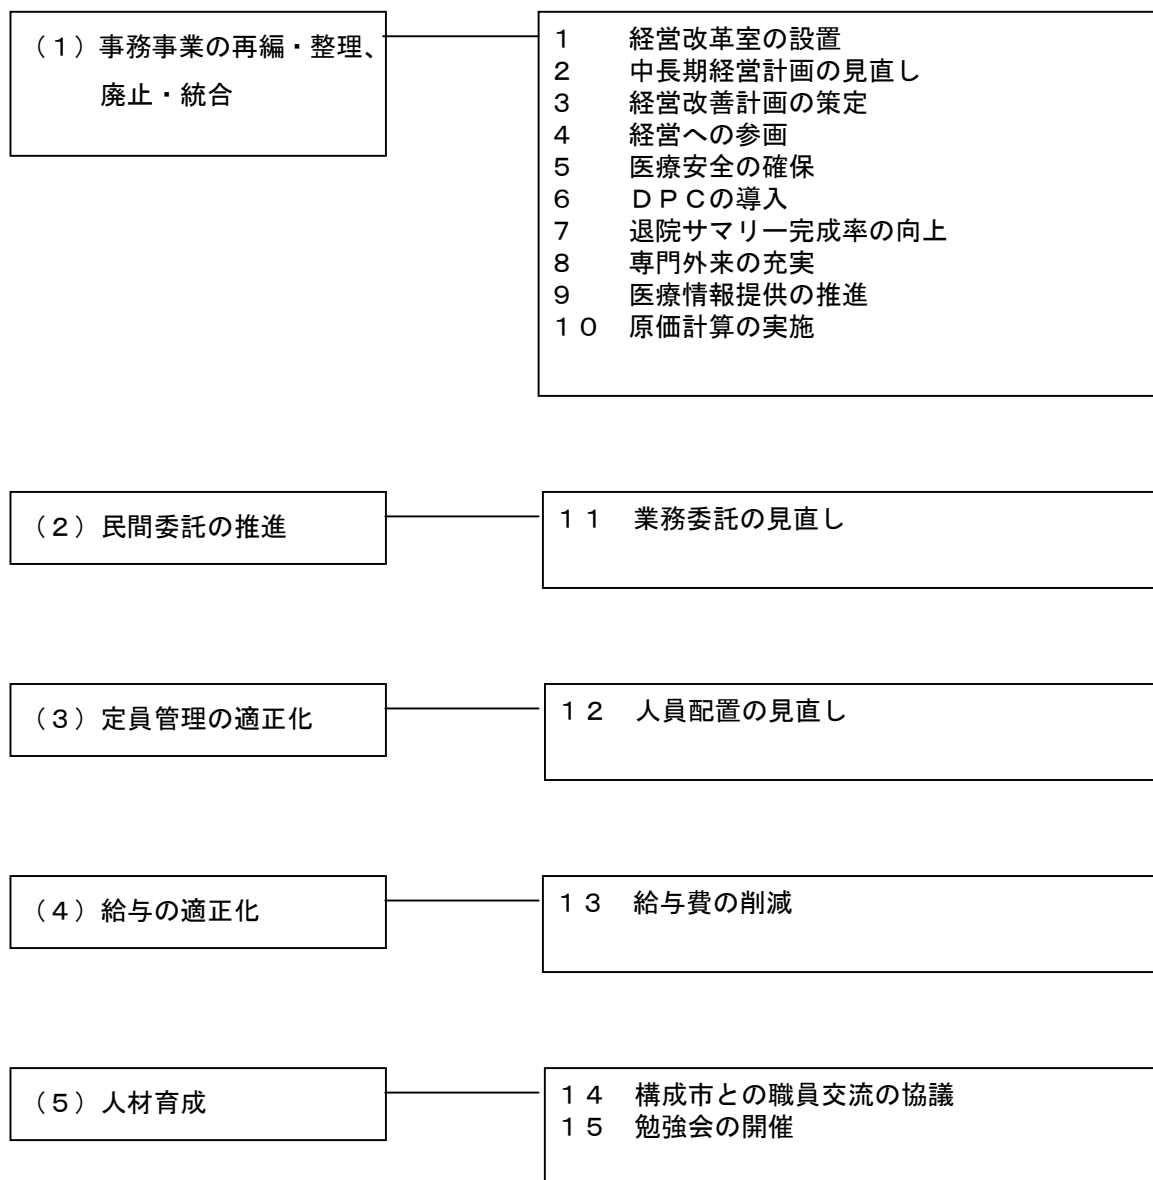 （１）事務事業の再編・整理、
廃止・統合
１　経営改革室の設置
２　中長期経営計画の見直し
３　経営改善計画の策定
４　経営への参画
５　医療安全の確保
６　ＤＰＣの導入
７　退院サマリー完成率の向上
８　専門外来の充実
９　医療情報提供の推進
１０　原価計算の実施
（２）民間委託の推進
１１　業務委託の見直し
（３）定員管理の適正化
１２　人員配置の見直し
（４）給与の適正化
１３　給与費の削減
（５）人材育成
１４　構成市との職員交流の協議
１５　勉強会の開催